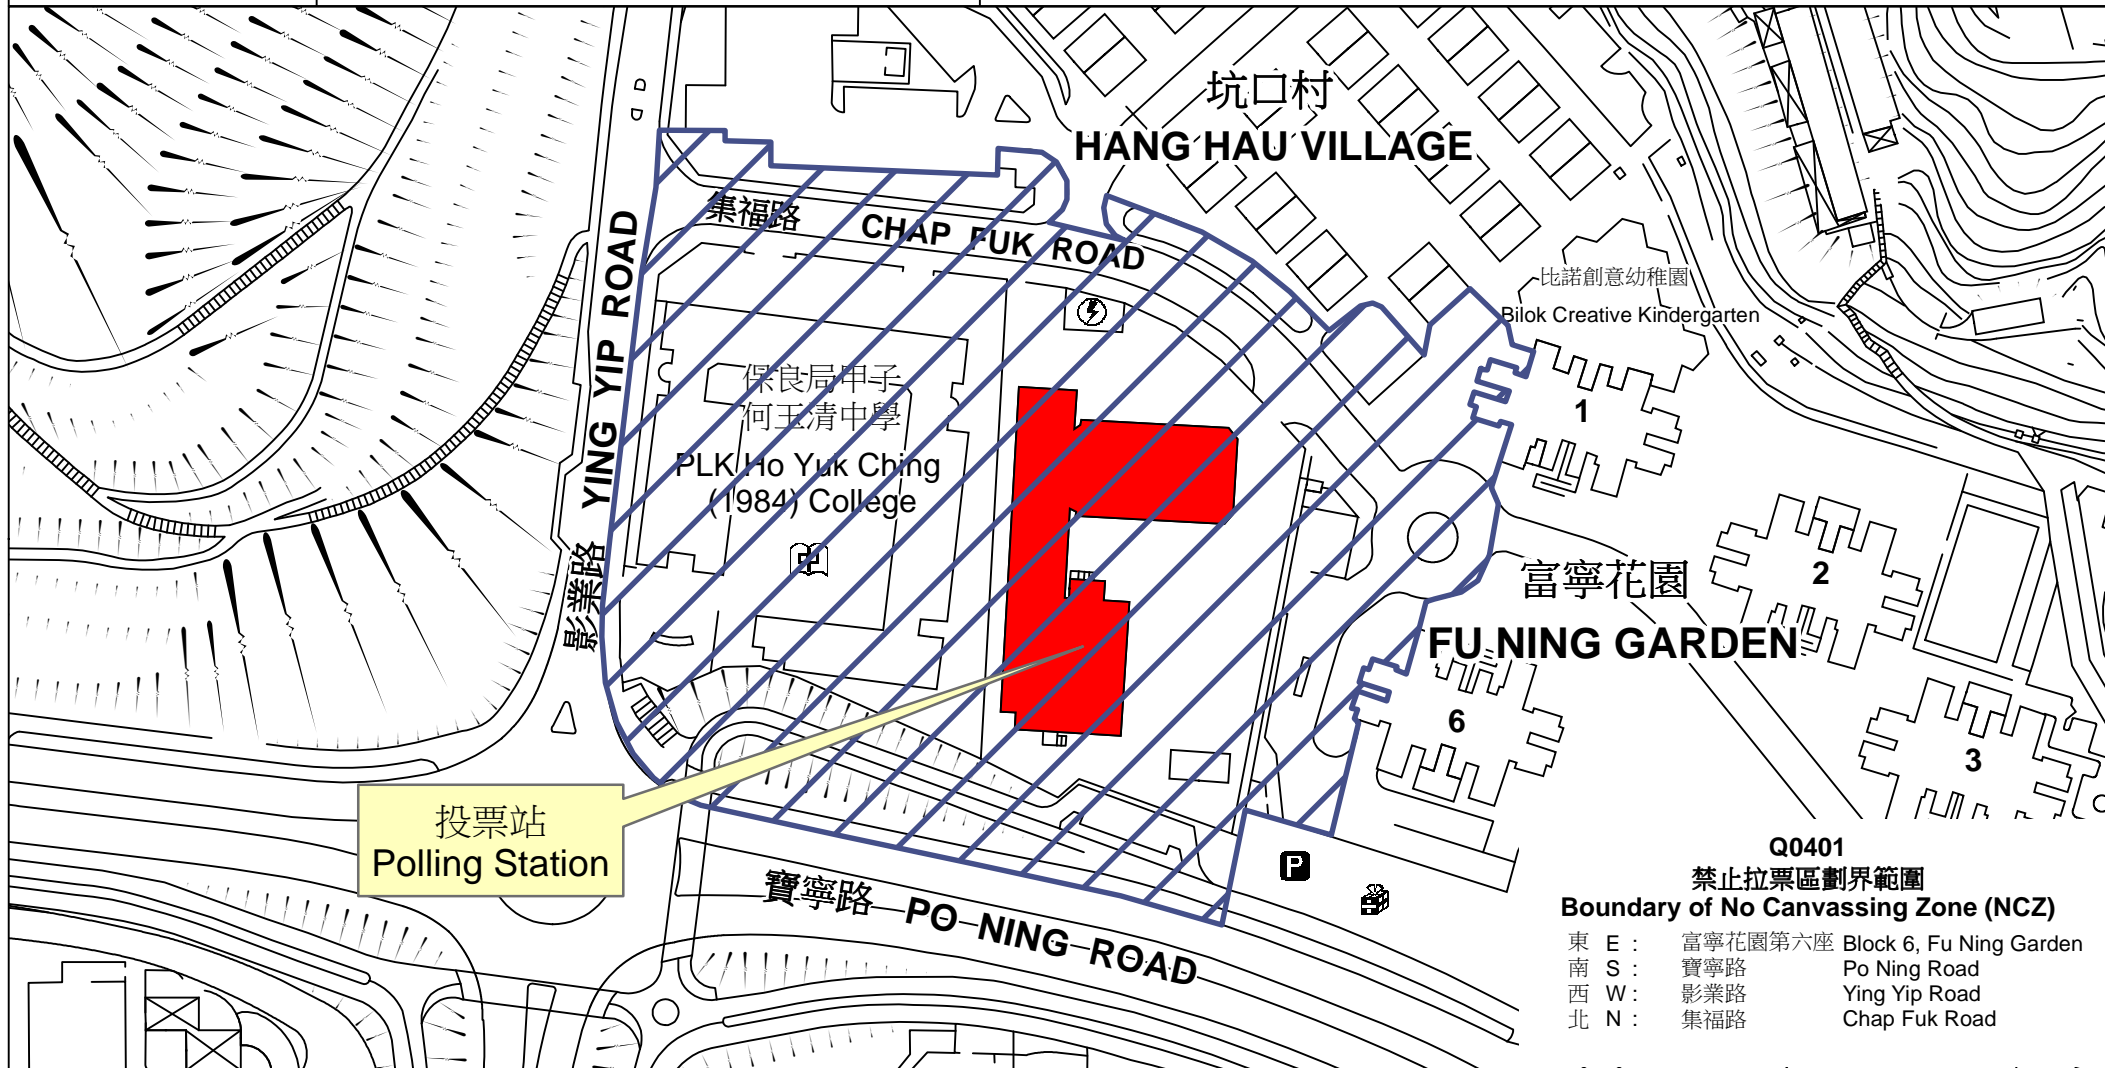 坑口村
HANG HAU VILLAGE
集福路 CHAP FUK ROAD
比諾創意幼稚園
Bilok Creative Kindergarten
影業路 YING YIP ROAD
保良局甲子
何玉清中學
PLK Ho Yuk Ching
(1984) College
1
2
富寧花園
FU NING GARDEN
6
3
投票站
Polling Station
P
寶寧路 PO NING ROAD
Q0401
禁止拉票區劃界範圍
Boundary of No Canvassing Zone (NCZ)
東 E : 富寧花園第六座 Block 6, Fu Ning Garden
南 S : 寶寧路 Po Ning Road
西 W : 影業路 Ying Yip Road
北 N : 集福路 Chap Fuk Road